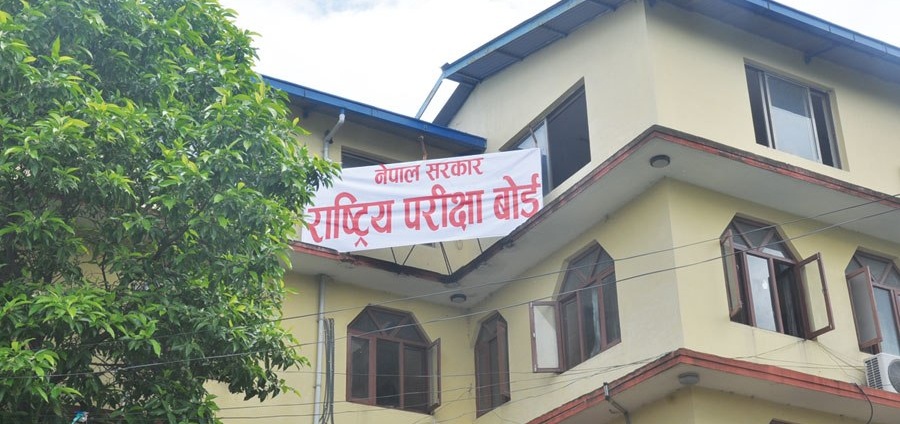 नेपाल सरकार
राष्ट्रिय परीक्षा बोर्ड